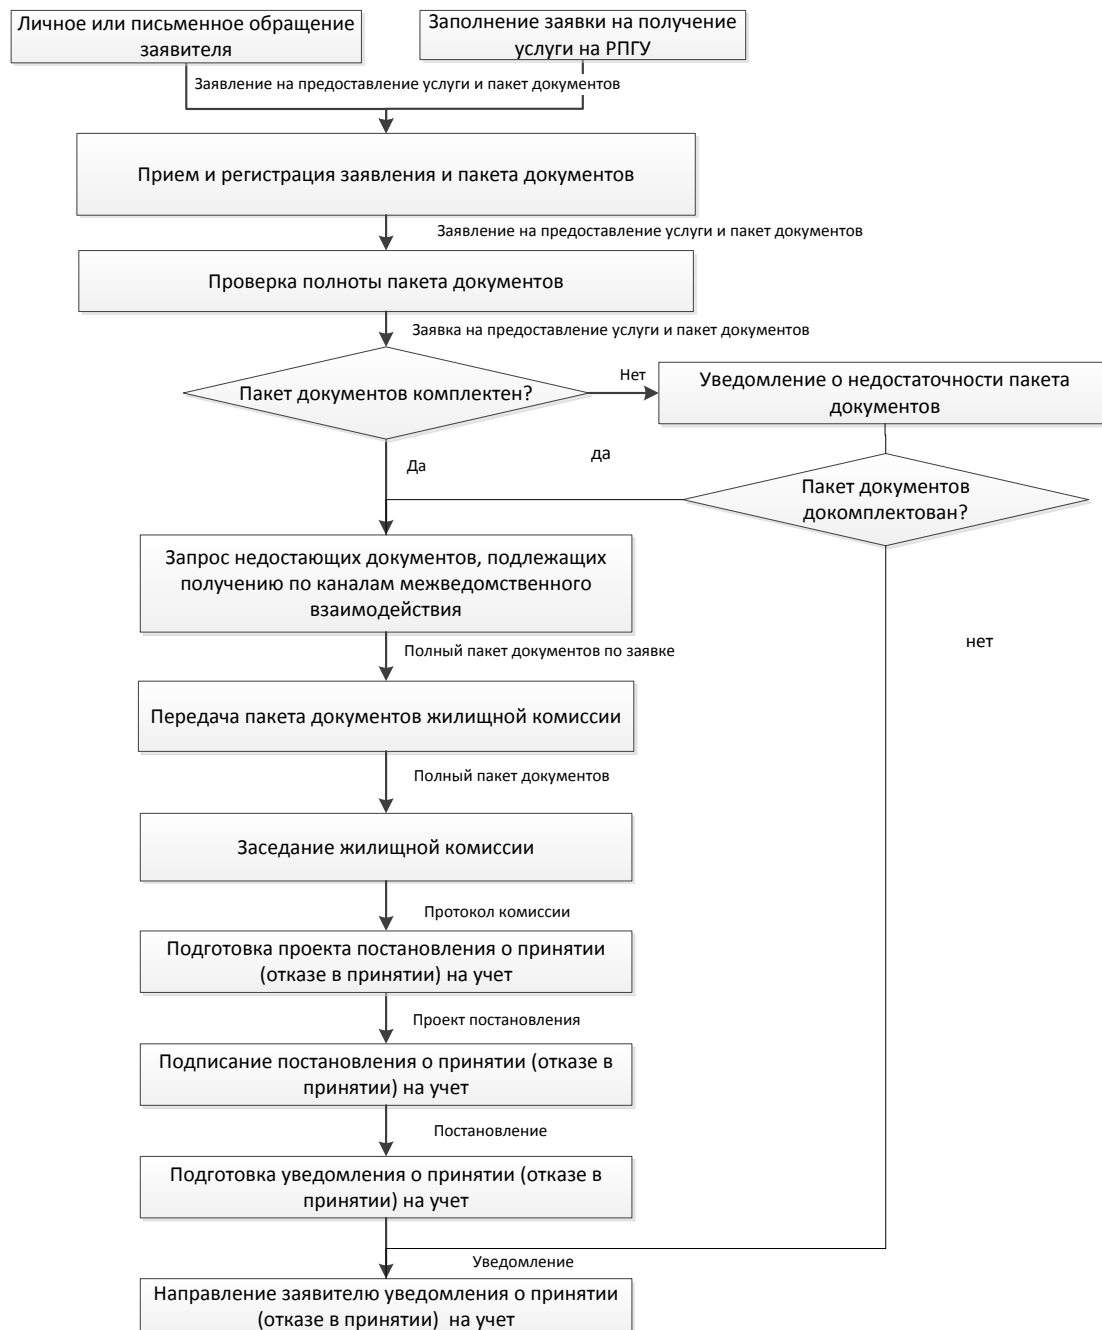 Личное или письменное обращение
заявителя
Заполнение заявки на получение
услуги на РПГУ
Заявление на предоставление услуги и пакет документов
Прием и регистрация заявления и пакета документов
Заявление на предоставление услуги и пакет документов
Проверка полноты пакета документов
Заявка на предоставление услуги и пакет документов
Пакет документов комплектен?
Нет
Уведомление о недостаточности пакета
документов
Да
да
Пакет документов
докомплектован?
Запрос недостающих документов, подлежащих
получению по каналам межведомственного
взаимодействия
нет
Полный пакет документов по заявке
Передача пакета документов жилищной комиссии
Полный пакет документов
Заседание жилищной комиссии
Протокол комиссии
Подготовка проекта постановления о принятии
(отказе в принятии) на учет
Проект постановления
Подписание постановления о принятии (отказе в
принятии) на учет
Постановление
Подготовка уведомления о принятии (отказе в
принятии) на учет
Уведомление
Направление заявителю уведомления о принятии
(отказе в принятии)  на учет